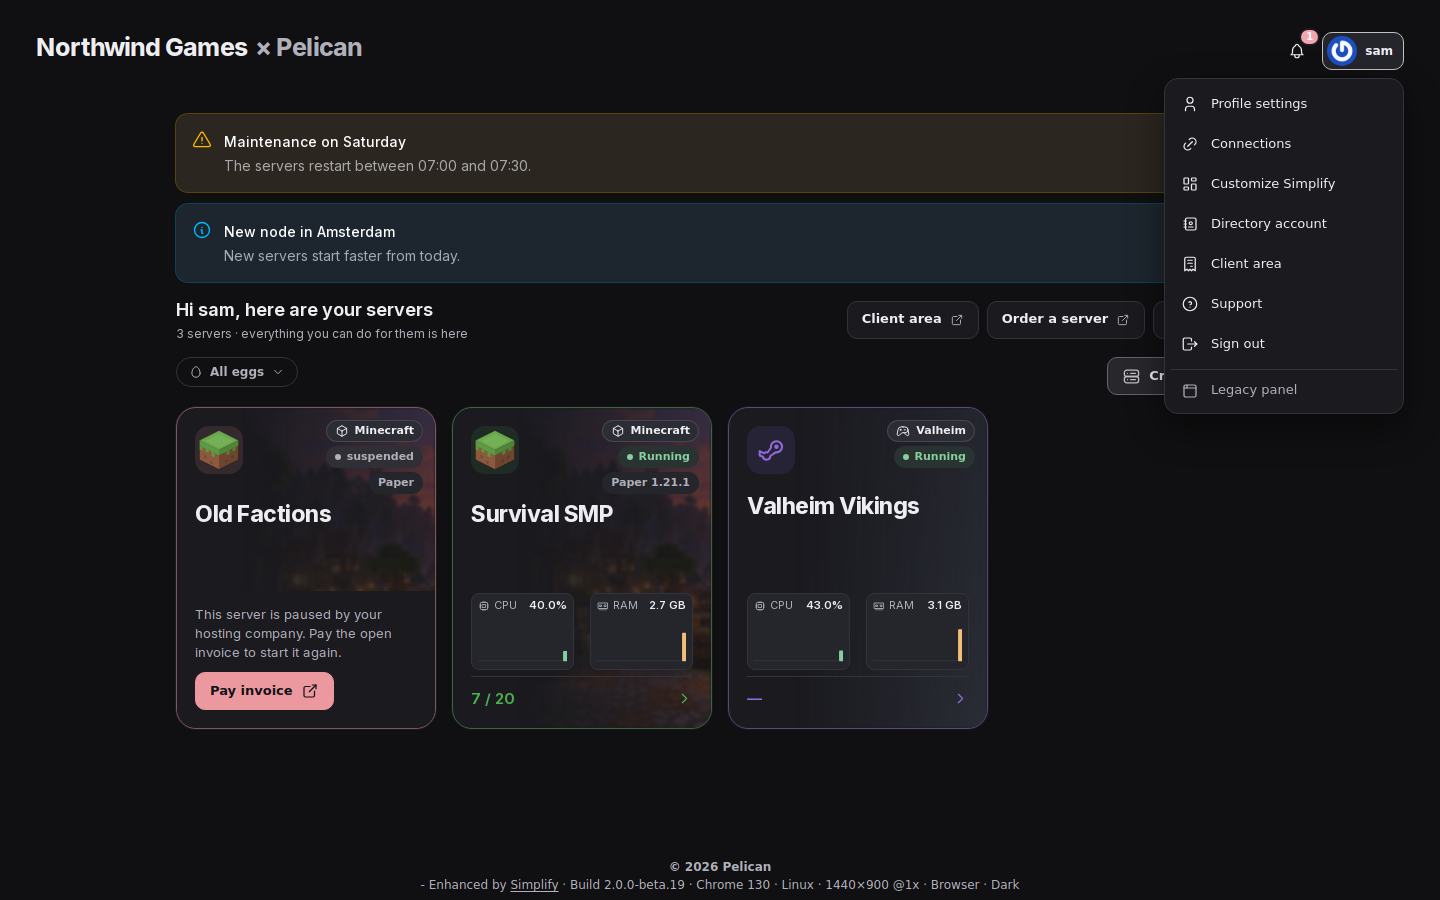 Northwind Games × Pelican
1
sam
Profile settings
Connections
Customize Simplify
Directory account
Client area
Support
Sign out
Legacy panel
Maintenance on Saturday
The servers restart between 07:00 and 07:30.
New node in Amsterdam
New servers start faster from today.
Hi sam, here are your servers
3 servers · everything you can do for them is here
Client area
Order a server
All eggs
Minecraft
suspended
Paper
Old Factions
This server is paused by your
hosting company. Pay the open
invoice to start it again.
Pay invoice
Minecraft
Running
Paper 1.21.1
Survival SMP
CPU 40.0%
RAM 2.7 GB
7 / 20
Valheim
Running
Valheim Vikings
CPU 43.0%
RAM 3.1 GB
—
© 2026 Pelican
- Enhanced by Simplify · Build 2.0.0-beta.19 · Chrome 130 · Linux · 1440×900 @1x · Browser · Dark